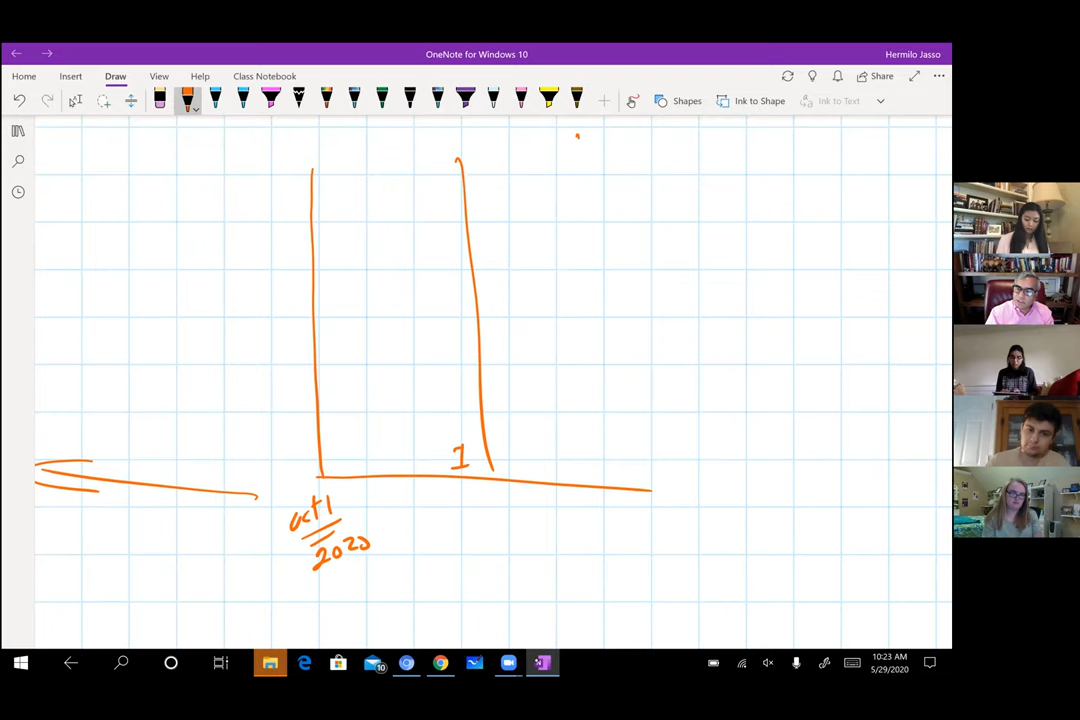 OneNote for Windows 10
Hermilo Jasso
Home Insert Draw View Help Class Notebook
Share
Shapes Ink to Shape Ink to Text
1
oct 1
2020
10
10:23 AM
5/29/2020